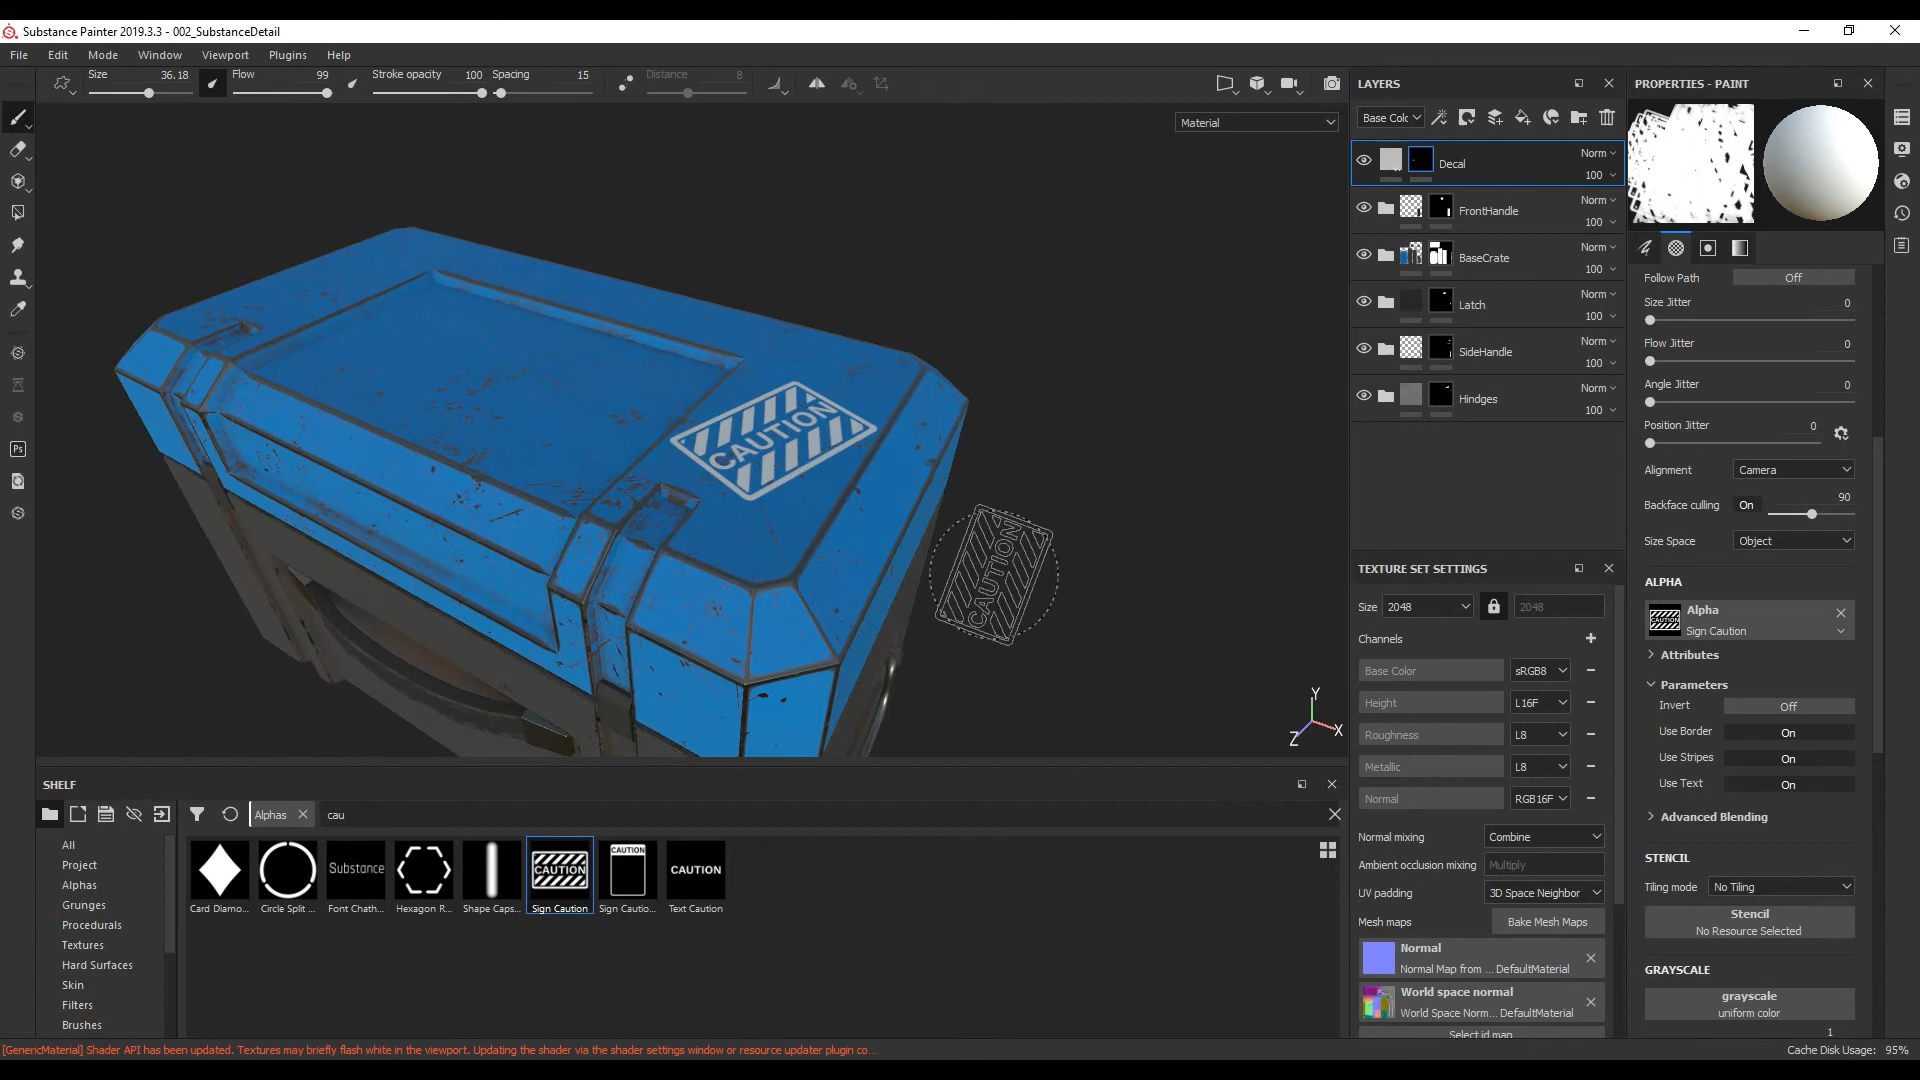 Substance Painter 2019.3.3 - 002_SubstanceDetail
File Edit Mode Window Viewport Plugins Help
Size 36.18 Flow 99 Stroke opacity 100 Spacing 15 Distance 8
Material
CAUTION
CAUTION
Y
X
Z
LAYERS
Base Colc
Decal Norm 100
FrontHandle Norm 100
BaseCrate Norm 100
Latch Norm 100
SideHandle Norm 100
Hindges Norm 100
TEXTURE SET SETTINGS
Size 2048 2048
Channels
Base Color sRGB8
Height L16F
Roughness L8
Metallic L8
Normal RGB16F
Normal mixing Combine
Ambient occlusion mixing Multiply
UV padding 3D Space Neighbor
Mesh maps Bake Mesh Maps
Normal
Normal Map from ... DefaultMaterial
World space normal
World Space Norm... DefaultMaterial
Select id map
PROPERTIES - PAINT
Follow Path Off
Size Jitter 0
Flow Jitter 0
Angle Jitter 0
Position Jitter 0
Alignment Camera
Backface culling On 90
Size Space Object
ALPHA
CAUTION
Alpha
Sign Caution
Attributes
Parameters
Invert Off
Use Border On
Use Stripes On
Use Text On
Advanced Blending
STENCIL
Tiling mode No Tiling
Stencil
No Resource Selected
GRAYSCALE
grayscale
uniform color
1
Ps
SHELF
Alphas cau
All
Project
Alphas
Grunges
Procedurals
Textures
Hard Surfaces
Skin
Filters
Brushes
Substance CAUTION CAUTION CAUTION
Card Diamo... Circle Split ... Font Chath... Hexagon R... Shape Caps... Sign Caution Sign Cautio... Text Caution
[GenericMaterial] Shader API has been updated. Textures may briefly flash white in the viewport. Updating the shader via the shader settings window or resource updater plugin co...
Cache Disk Usage: 95%